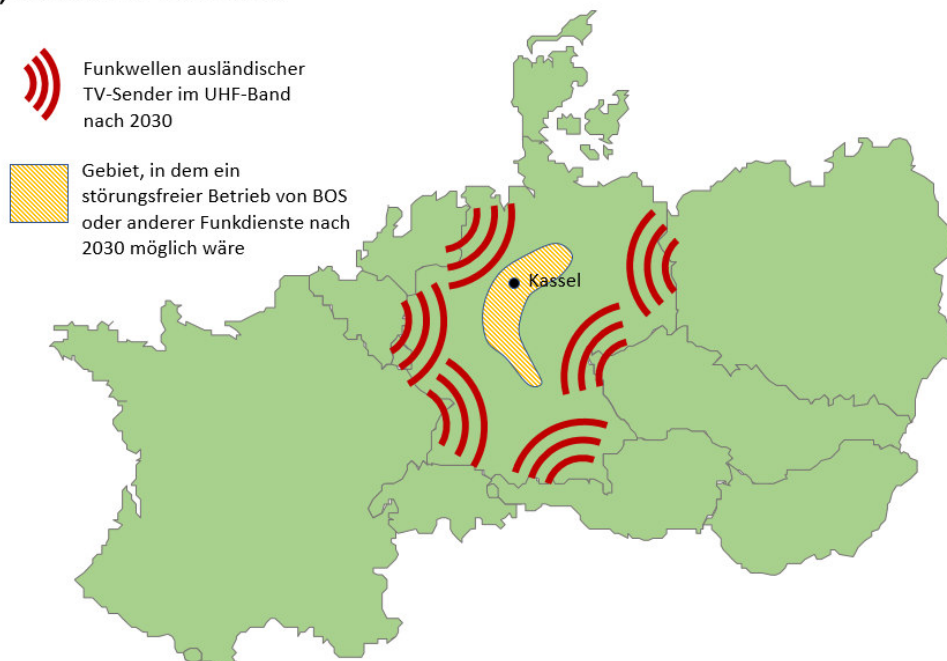 Funkwellen ausländischer
TV-Sender im UHF-Band
nach 2030
Gebiet, in dem ein
störungsfreier Betrieb von BOS
oder anderer Funkdienste nach
2030 möglich wäre
Kassel